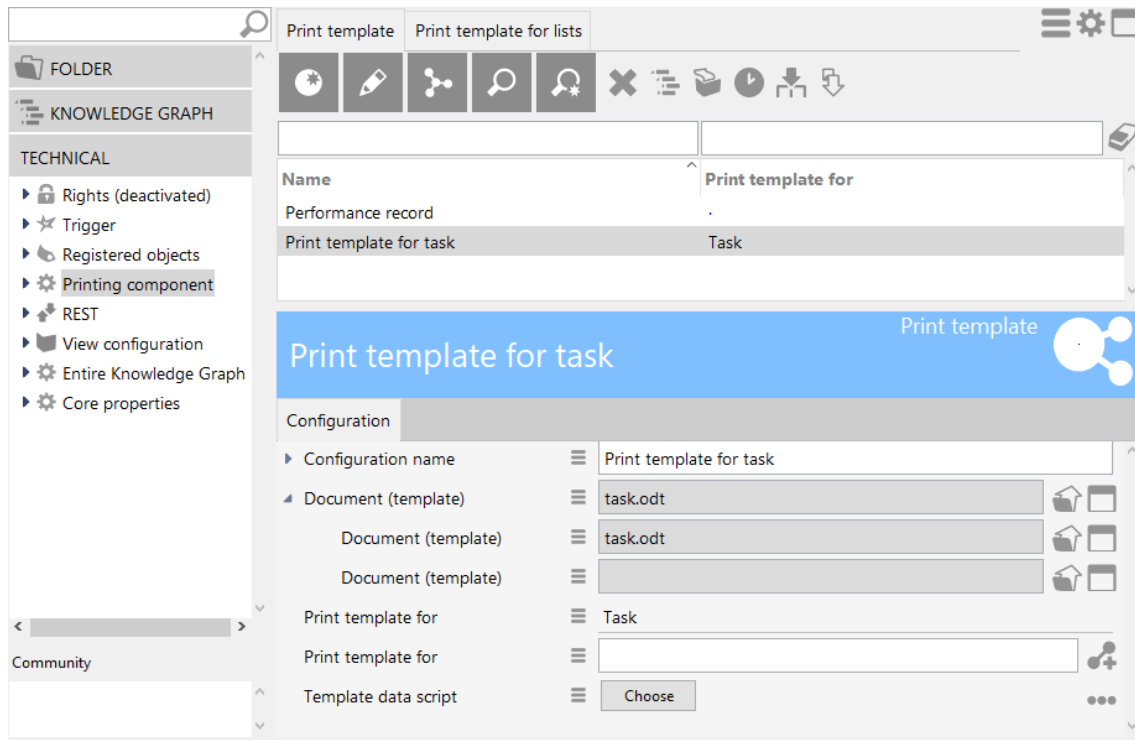 Print template
Print template for lists
FOLDER
KNOWLEDGE GRAPH
TECHNICAL
Rights (deactivated)
Trigger
Registered objects
Printing component
REST
View configuration
Entire Knowledge Graph
Core properties
Community
Name
Print template for
Performance record
Print template for task
Task
Print template
Print template for task
Configuration
Configuration name
Print template for task
Document (template)
task.odt
Document (template)
task.odt
Document (template)
Print template for
Task
Print template for
Template data script
Choose